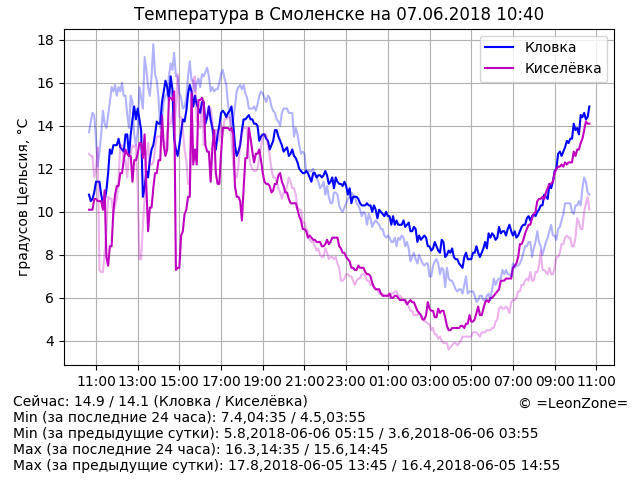 Температура в Смоленске на 07.06.2018 10:40
Кловка
Киселёвка
градусов Цельсия, °C
18
16
14
12
10
8
6
4
11:00 13:00 15:00 17:00 19:00 21:00 23:00 01:00 03:00 05:00 07:00 09:00 11:00
Сейчас: 14.9 / 14.1 (Кловка / Киселёвка)
© =LeonZone=
Min (за последние 24 часа): 7.4,04:35 / 4.5,03:55
Min (за предыдущие сутки): 5.8,2018-06-06 05:15 / 3.6,2018-06-06 03:55
Max (за последние 24 часа): 16.3,14:35 / 15.6,14:45
Max (за предыдущие сутки): 17.8,2018-06-05 13:45 / 16.4,2018-06-05 14:55